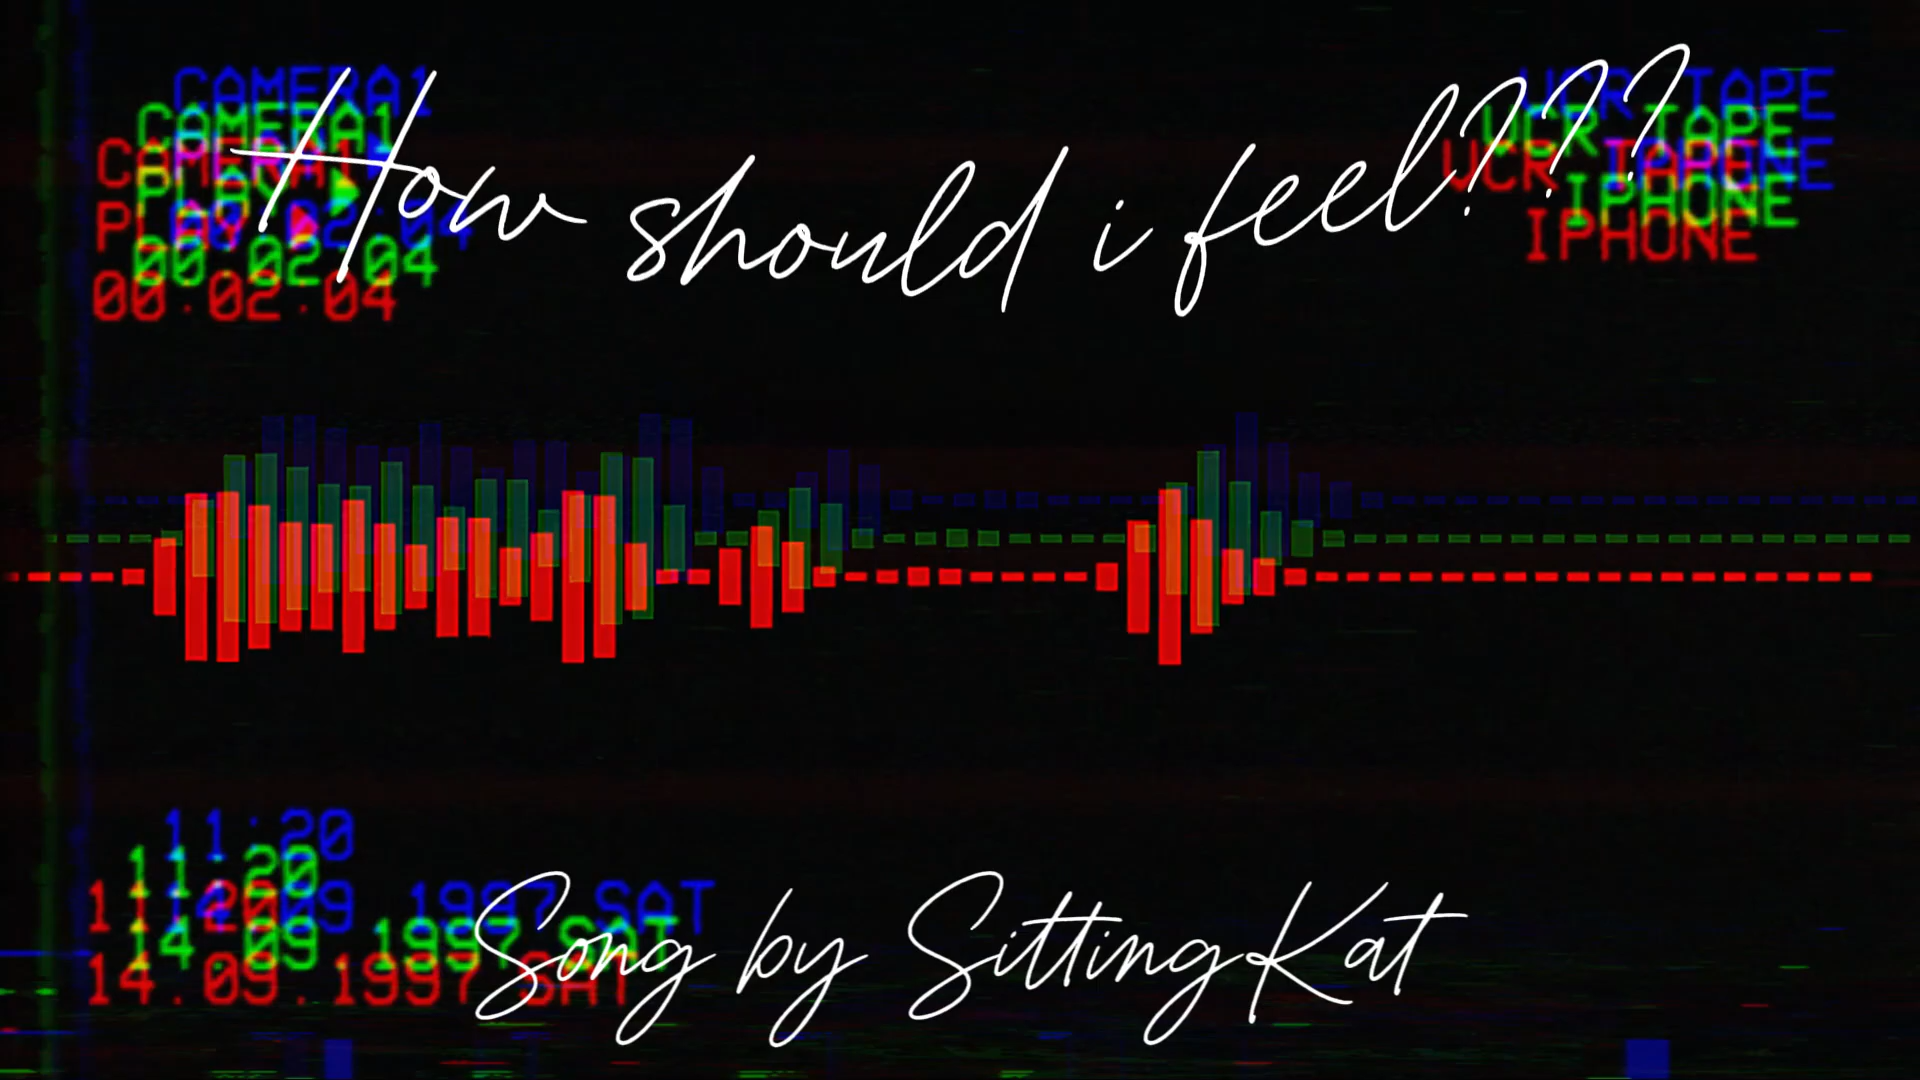 CAMERA1
PLAY
00:02:04
VCR TAPE
IPHONE
How should i feel???
11:20
14.09.1997 SAT
Song by SittingKat